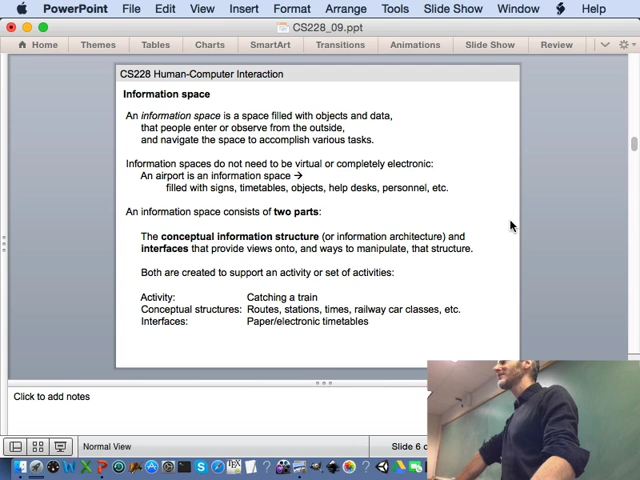 PowerPoint File Edit View Insert Format Arrange Tools Slide Show Window Help
CS228_09.ppt
Home Themes Tables Charts SmartArt Transitions Animations Slide Show Review
CS228 Human-Computer Interaction
Information space
An information space is a space filled with objects and data,
that people enter or observe from the outside,
and navigate the space to accomplish various tasks.
Information spaces do not need to be virtual or completely electronic:
An airport is an information space →
filled with signs, timetables, objects, help desks, personnel, etc.
An information space consists of two parts:
The conceptual information structure (or information architecture) and
interfaces that provide views onto, and ways to manipulate, that structure.
Both are created to support an activity or set of activities:
Activity: Catching a train
Conceptual structures: Routes, stations, times, railway car classes, etc.
Interfaces: Paper/electronic timetables
Click to add notes
Normal View
Slide 6 of